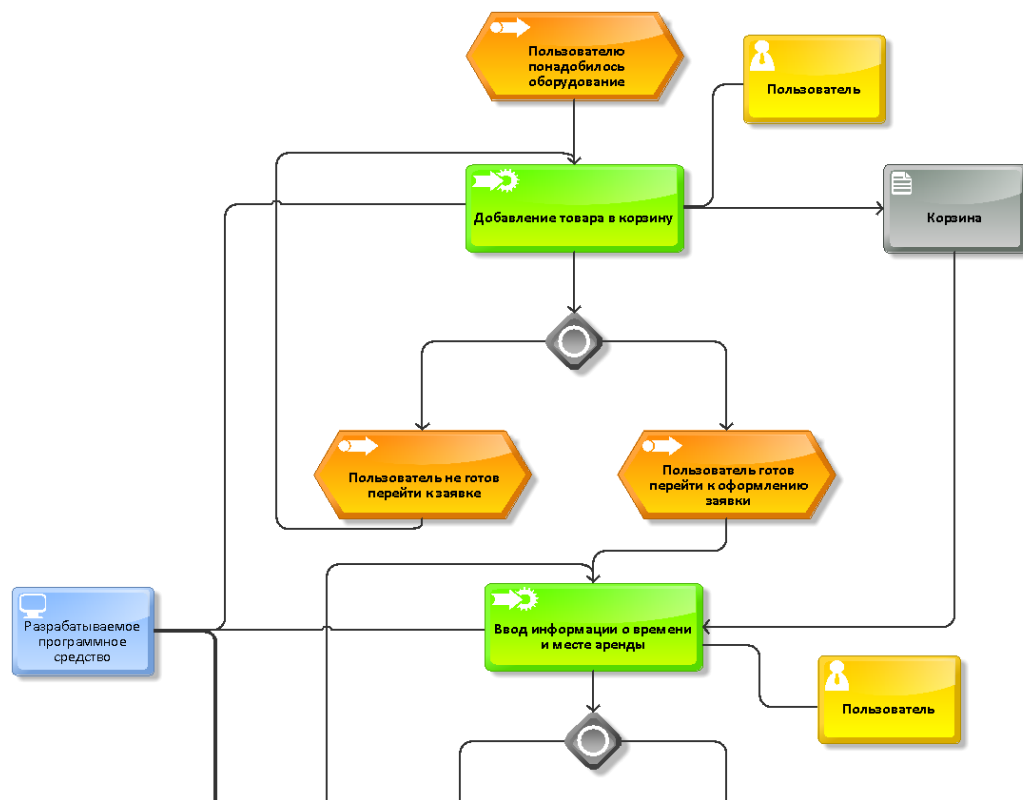 Пользователю
понадобилось
оборудование
Пользователь
Добавление товара в корзину
Корзина
Пользователь не готов
перейти к заявке
Пользователь готов
перейти к оформлению
заявки
Разрабатываемое
программное
средство
Ввод информации о времени
и месте аренды
Пользователь